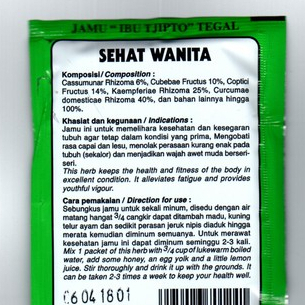 JAMU "IBU TJIPTO" TEGAL
SEHAT WANITA
Komposisi/Composition :
Cassumunar Rhizoma 6%, Cubebae Fructus 10%, Coptici
Fructus 14%, Kaempferiae Rhizoma 25%, Curcumae
domesticae Rhizoma 40%, dan bahan lainnya hingga
100%.
Khasiat dan kegunaan / Indications :
Jamu ini untuk memelihara kesehatan dan kesegaran
tubuh agar tetap dalam kondisi yang prima, Mengobati
rasa capai dan lesu, menolak perasaan kurang enak pada
tubuh (sekalor) dan menjadikan wajah awet muda berseri-
seri.
This herb keeps the health and fitness of the body in
excellent condition. It alleviates fatigue and provides
youthful vigour.
Cara pemakaian / Direction for use :
Sebungkus jamu untuk sekali minum, disedu dengan air
matang hangat 3/4 cangkir dapat ditambah madu, kuning
telur ayam dan sedikit perasan jeruk nipis diaduk hingga
merata kemudian diminum semuanya. Untuk merawat
kesehatan jamu ini dapat diminum seminggu 2-3 kali.
Mix 1 packet of this herb with 3/4 cup of lukewarm boiled
water, add some honey, an egg yolk and a little lemon
juice. Stir thoroughly and drink it up with the grounds. It
can be taken 2-3 times a week to keep your health well.
06 04 18 01